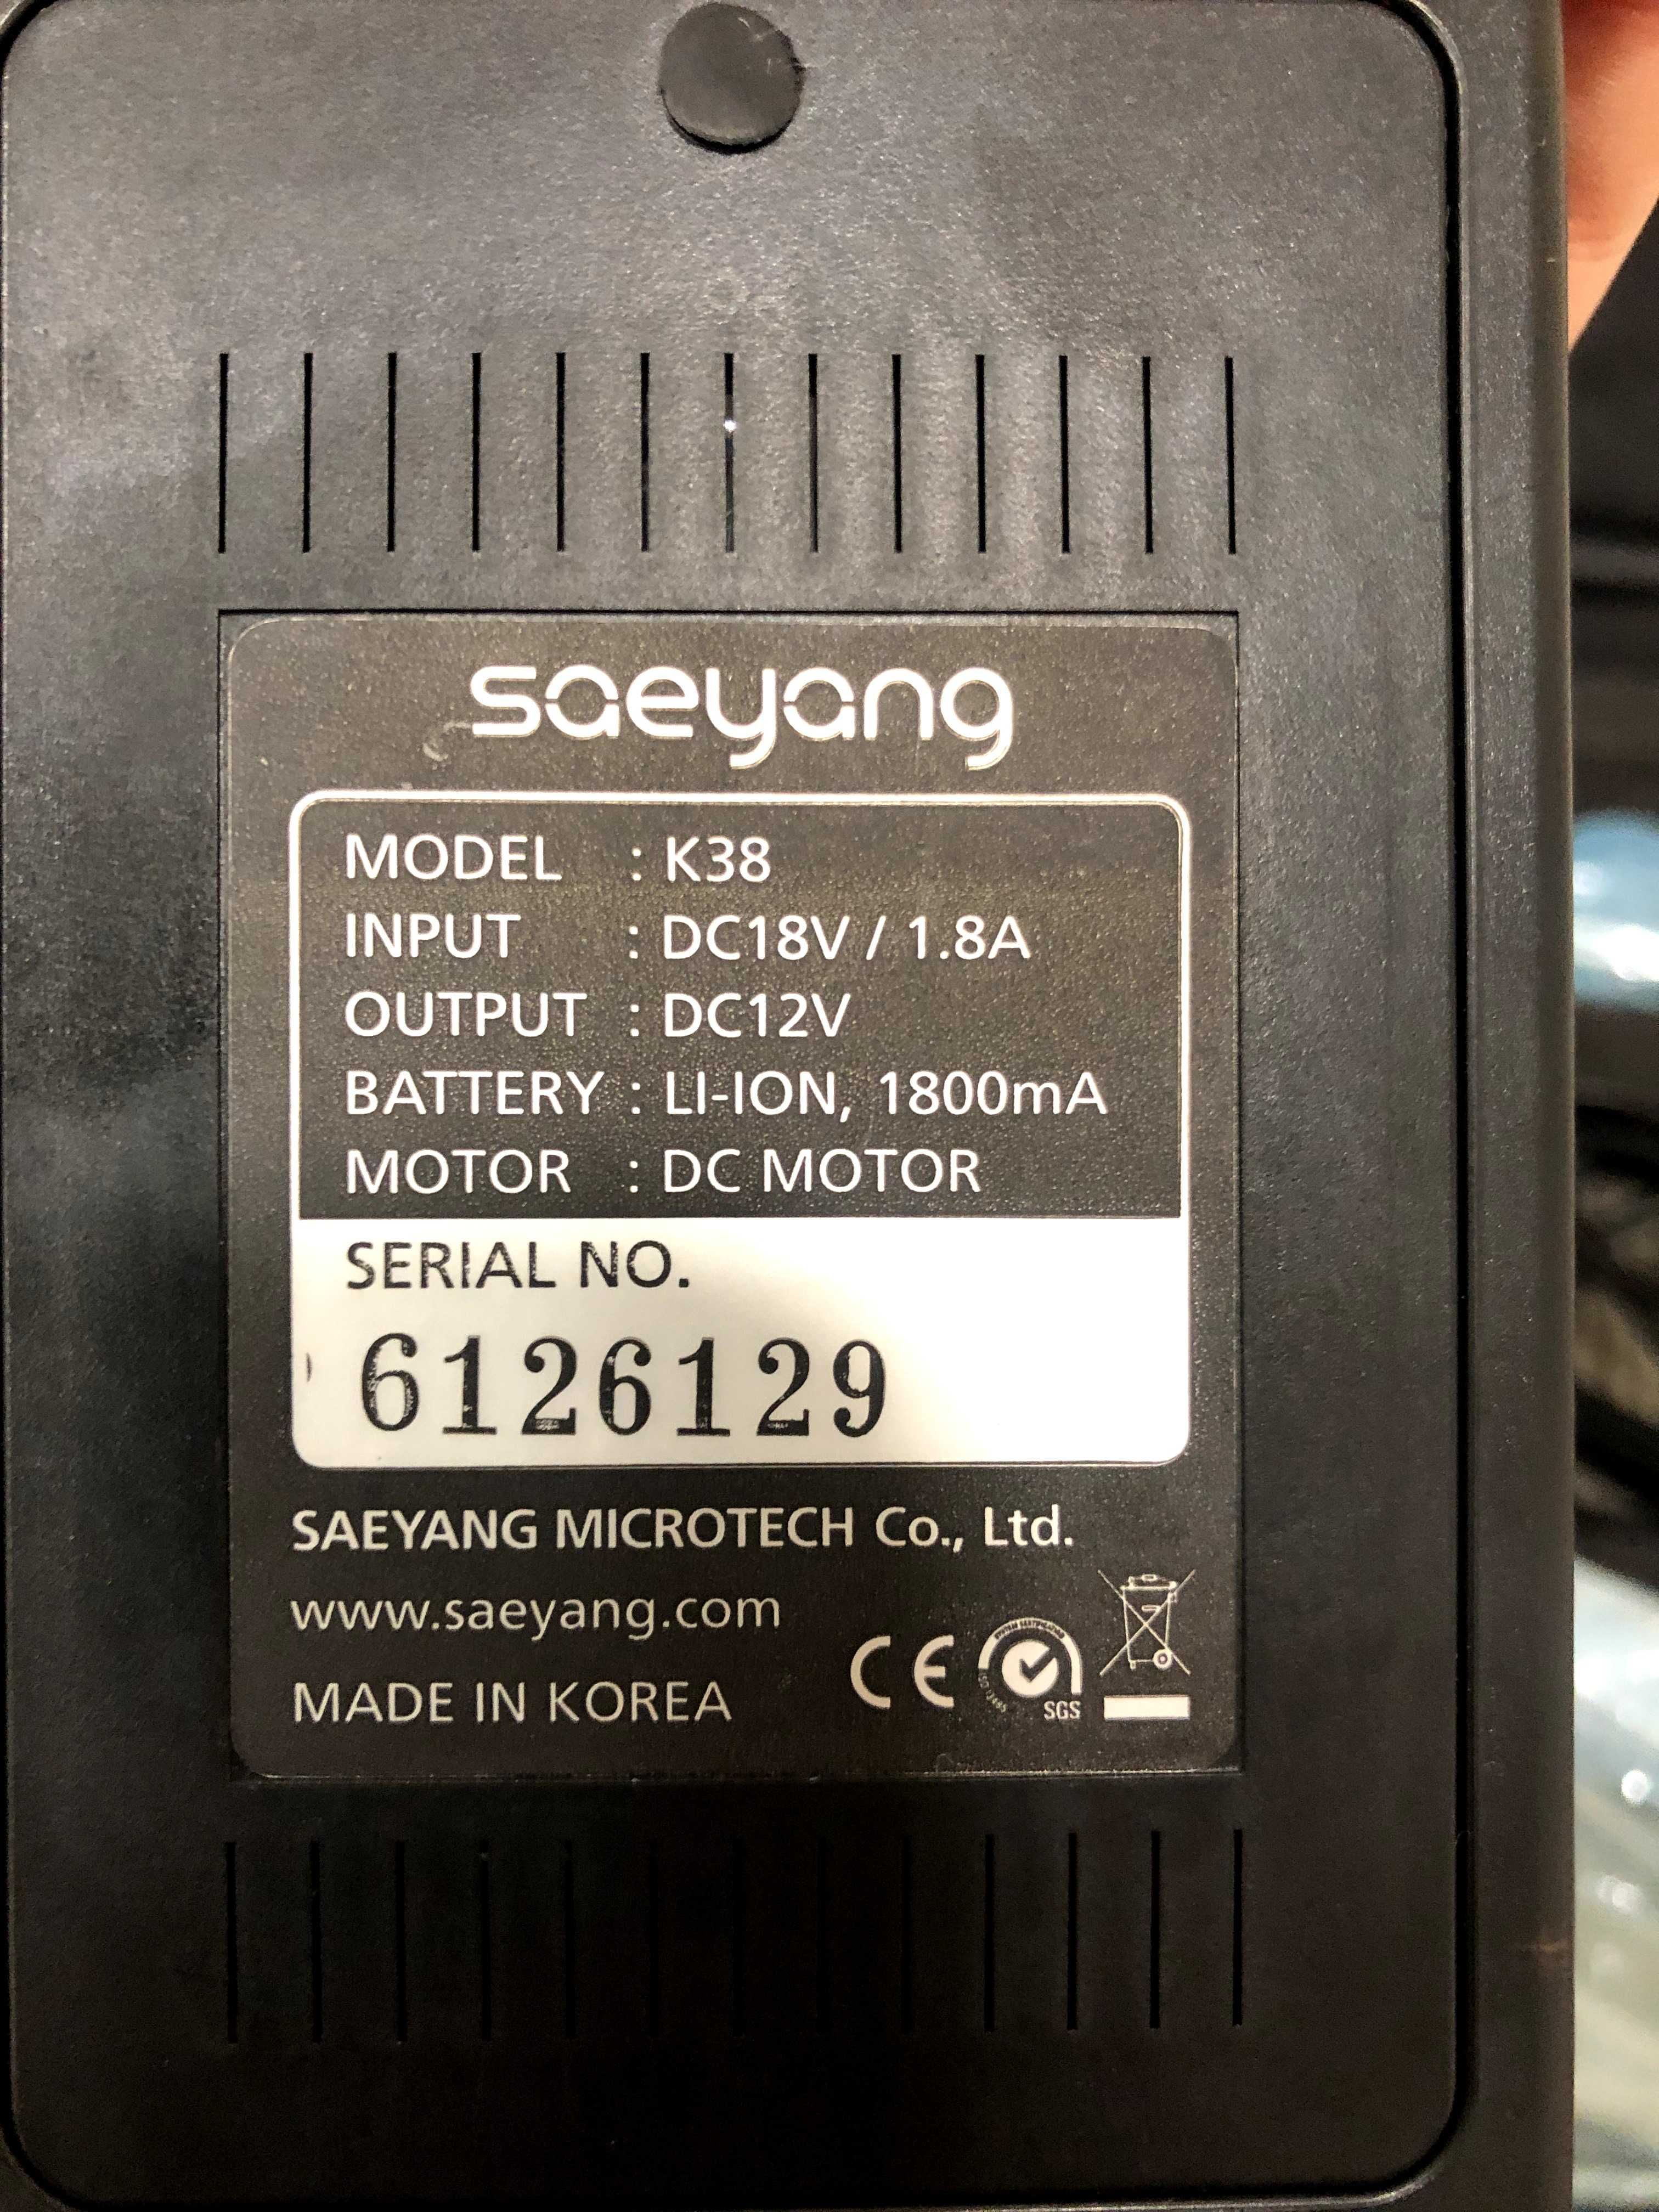 saeyang
MODEL : K38
INPUT : DC18V / 1.8A
OUTPUT : DC12V
BATTERY : LI-ION, 1800mA
MOTOR : DC MOTOR
SERIAL NO.
6126129
SAEYANG MICROTECH Co., Ltd.
www.saeyang.com
CE
SGS
MADE IN KOREA